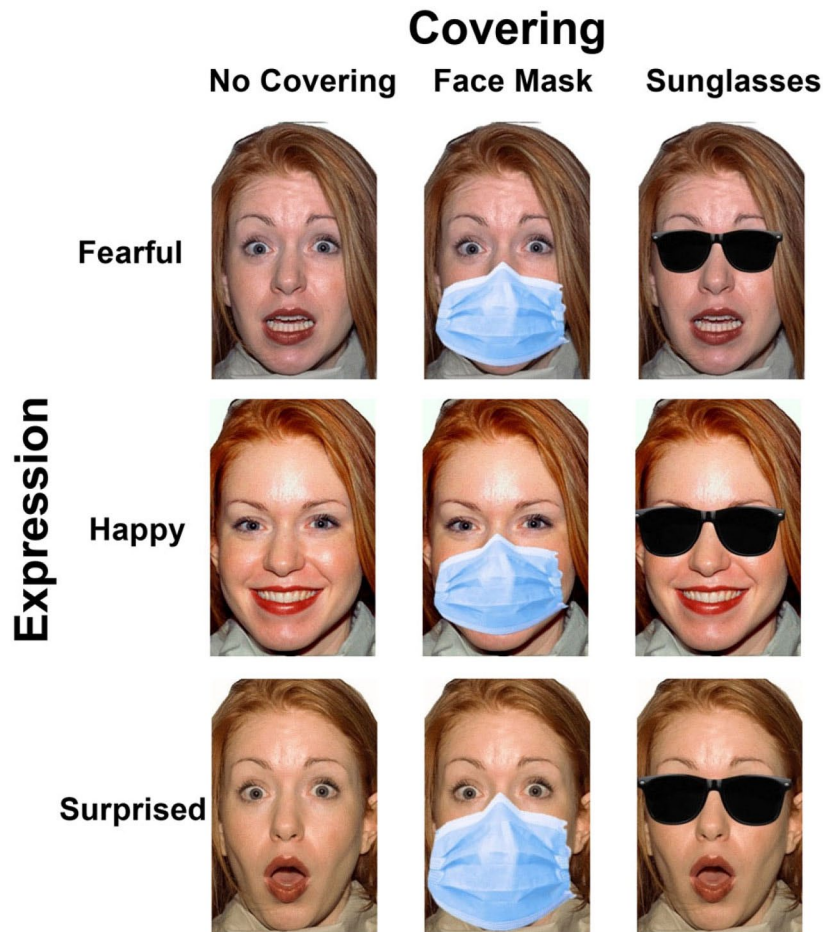 Covering
No Covering
Face Mask
Sunglasses
Expression
Fearful
Happy
Surprised